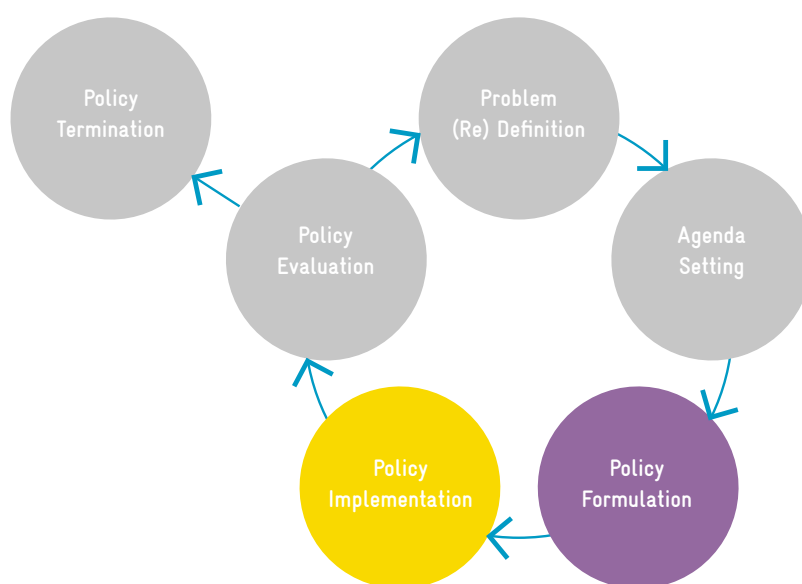 Policy
Termination
Problem
(Re) Definition
Policy
Evaluation
Agenda
Setting
Policy
Implementation
Policy
Formulation